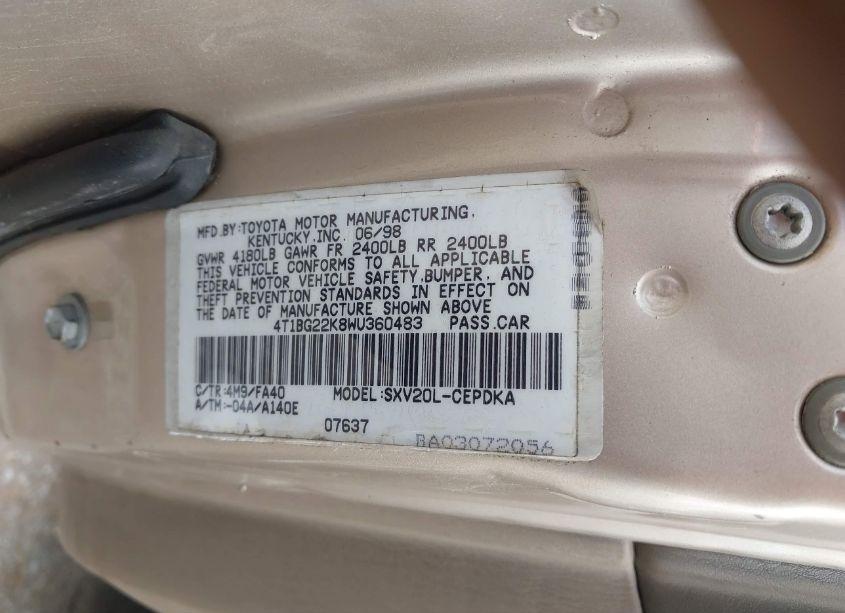 MFD.BY:TOYOTA MOTOR MANUFACTURING,
KENTUCKY,INC. 06/98
GVWR 4180LB GAWR FR 2400LB RR 2400LB
THIS VEHICLE CONFORMS TO ALL APPLICABLE
FEDERAL MOTOR VEHICLE SAFETY,BUMPER, AND
THEFT PREVENTION STANDARDS IN EFFECT ON
THE DATE OF MANUFACTURE SHOWN ABOVE
4T1BG22K8WU360483 PASS.CAR
C/TR:4M9/FA40 MODEL:SXV20L-CEPDKA
A/TM:-04A/A140E
07637
BA03072056